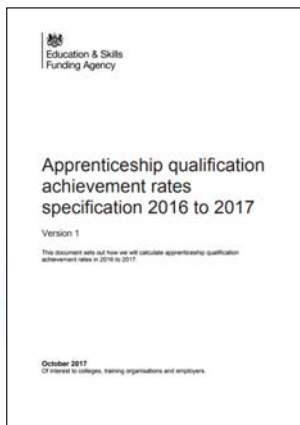 Education & Skills
Funding Agency
Apprenticeship qualification
achievement rates
specification 2016 to 2017
Version 1
This document sets out how we will calculate apprenticeship qualification
achievement rates in 2016 to 2017.
October 2017
Of interest to colleges, training organisations and employers